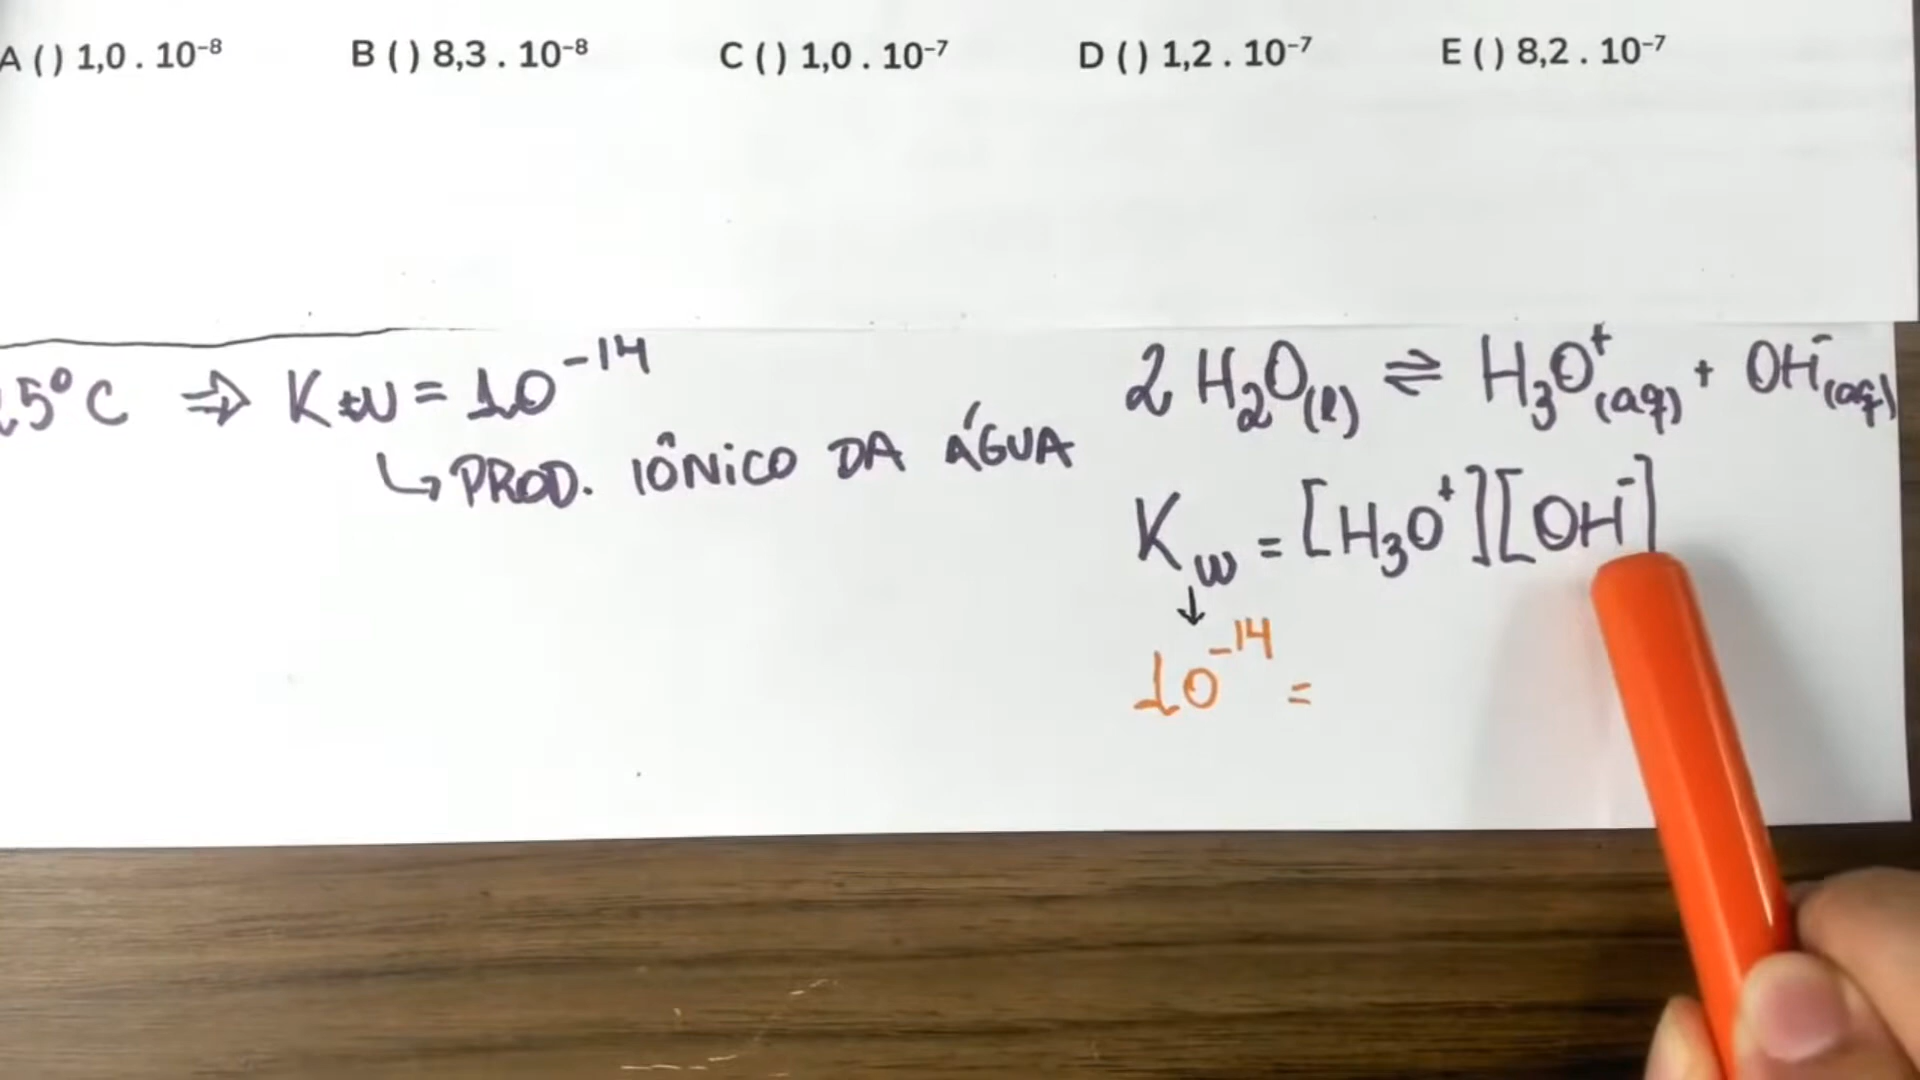 A ( ) 1,0 . 10⁻⁸ B ( ) 8,3 . 10⁻⁸ C ( ) 1,0 . 10⁻⁷ D ( ) 1,2 . 10⁻⁷ E ( ) 8,2 . 10⁻⁷
5°C ⇒ Kw = 10⁻¹⁴
↳ PROD. IÔNICO DA ÁGUA
2 H₂O(l) ⇌ H₃O⁺(aq) + OH⁻(aq)
Kw = [H₃O⁺][OH⁻]
↓
10⁻¹⁴ =